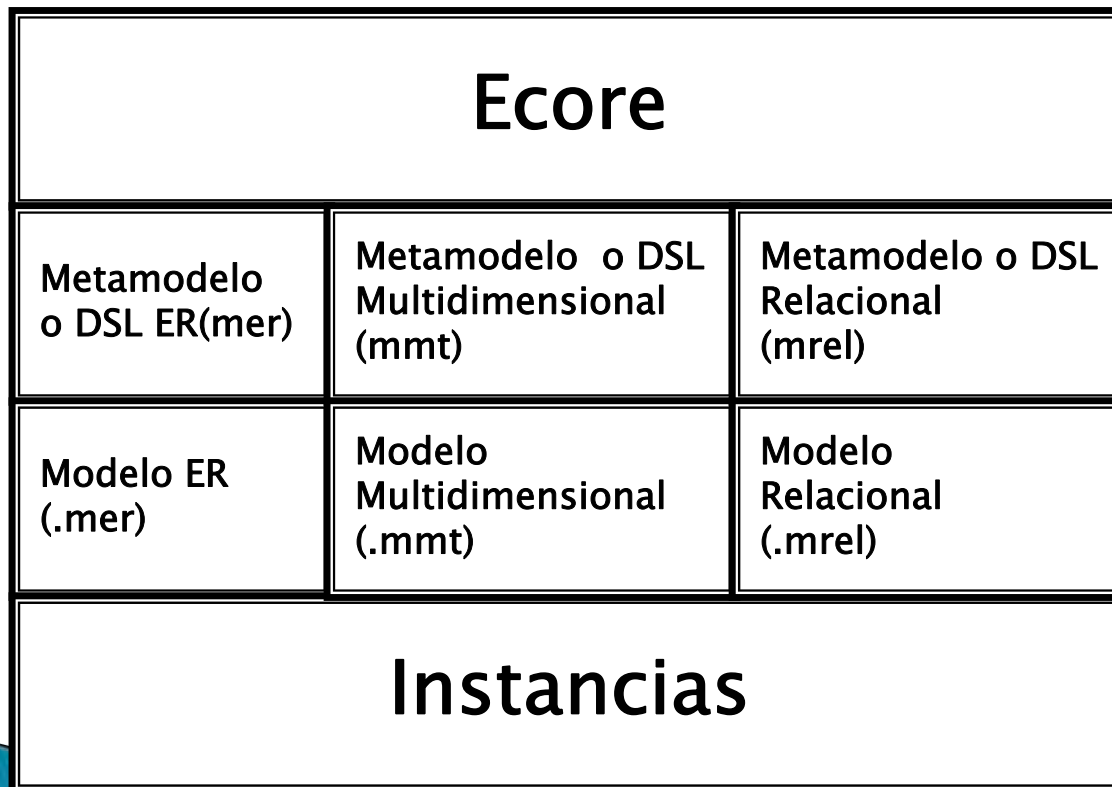 Ecore
Metamodelo
o DSL ER(mer)
Metamodelo o DSL
Multidimensional
(mmt)
Metamodelo o DSL
Relacional
(mrel)
Modelo ER
(.mer)
Modelo
Multidimensional
(.mmt)
Modelo
Relacional
(.mrel)
Instancias